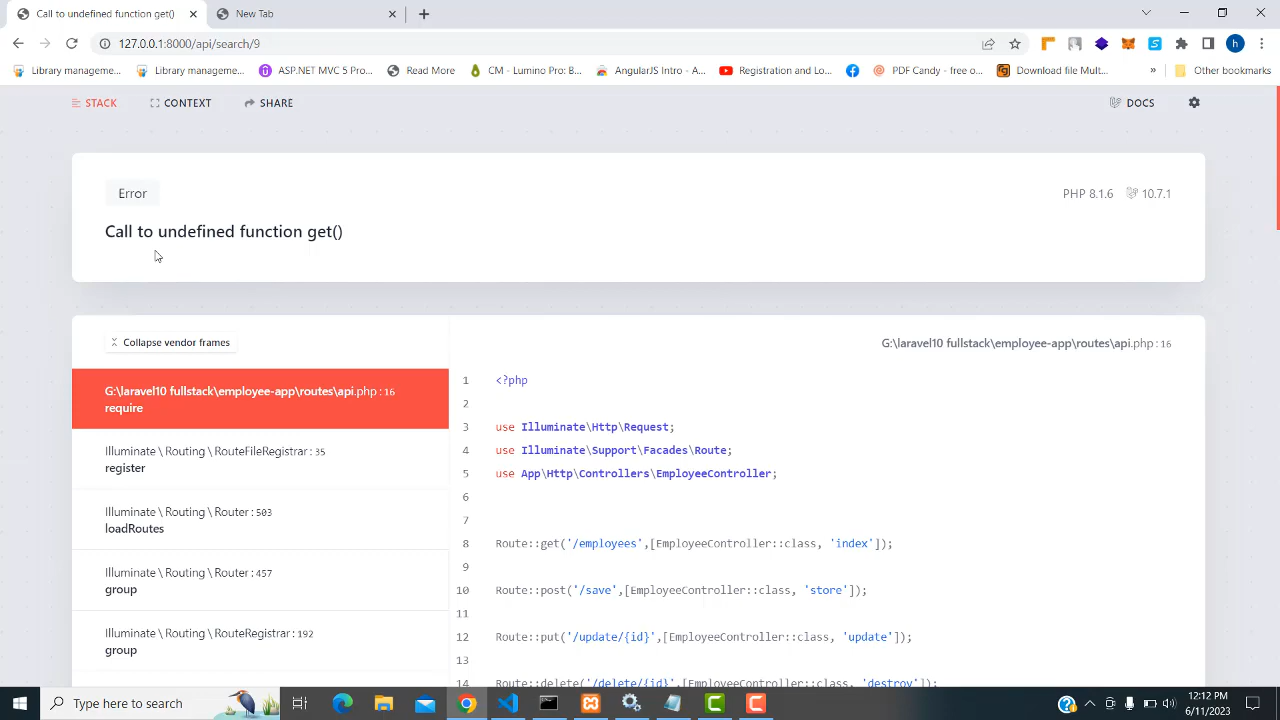 Call to undefined function get()
New Tab
127.0.0.1:8000/api/search/9
h
Library manageme...
Library manageme...
ASP.NET MVC 5 Pro...
Read More
CM - Lumino Pro: B...
AngularJS Intro - A...
Registration and Lo...
PDF Candy - free o...
Download file Mult...
»
Other bookmarks
STACK
CONTEXT
SHARE
DOCS
Error
PHP 8.1.6
10.7.1
Call to undefined function get()
Collapse vendor frames
G:\laravel10 fullstack\employee-app\routes\api.php : 16
G:\laravel10 fullstack\employee-app\routes\api.php : 16
require
Illuminate \ Routing \ RouteFileRegistrar : 35
register
Illuminate \ Routing \ Router : 503
loadRoutes
Illuminate \ Routing \ Router : 457
group
Illuminate \ Routing \ RouteRegistrar : 192
group
1 <?php
2
3 use Illuminate\Http\Request;
4 use Illuminate\Support\Facades\Route;
5 use App\Http\Controllers\EmployeeController;
6
7
8 Route::get('/employees',[EmployeeController::class, 'index']);
9
10 Route::post('/save',[EmployeeController::class, 'store']);
11
12 Route::put('/update/{id}',[EmployeeController::class, 'update']);
13
14 Route::delete('/delete/{id}',[EmployeeController::class, 'destroy']);
Type here to search
12:12 PM
6/11/2023